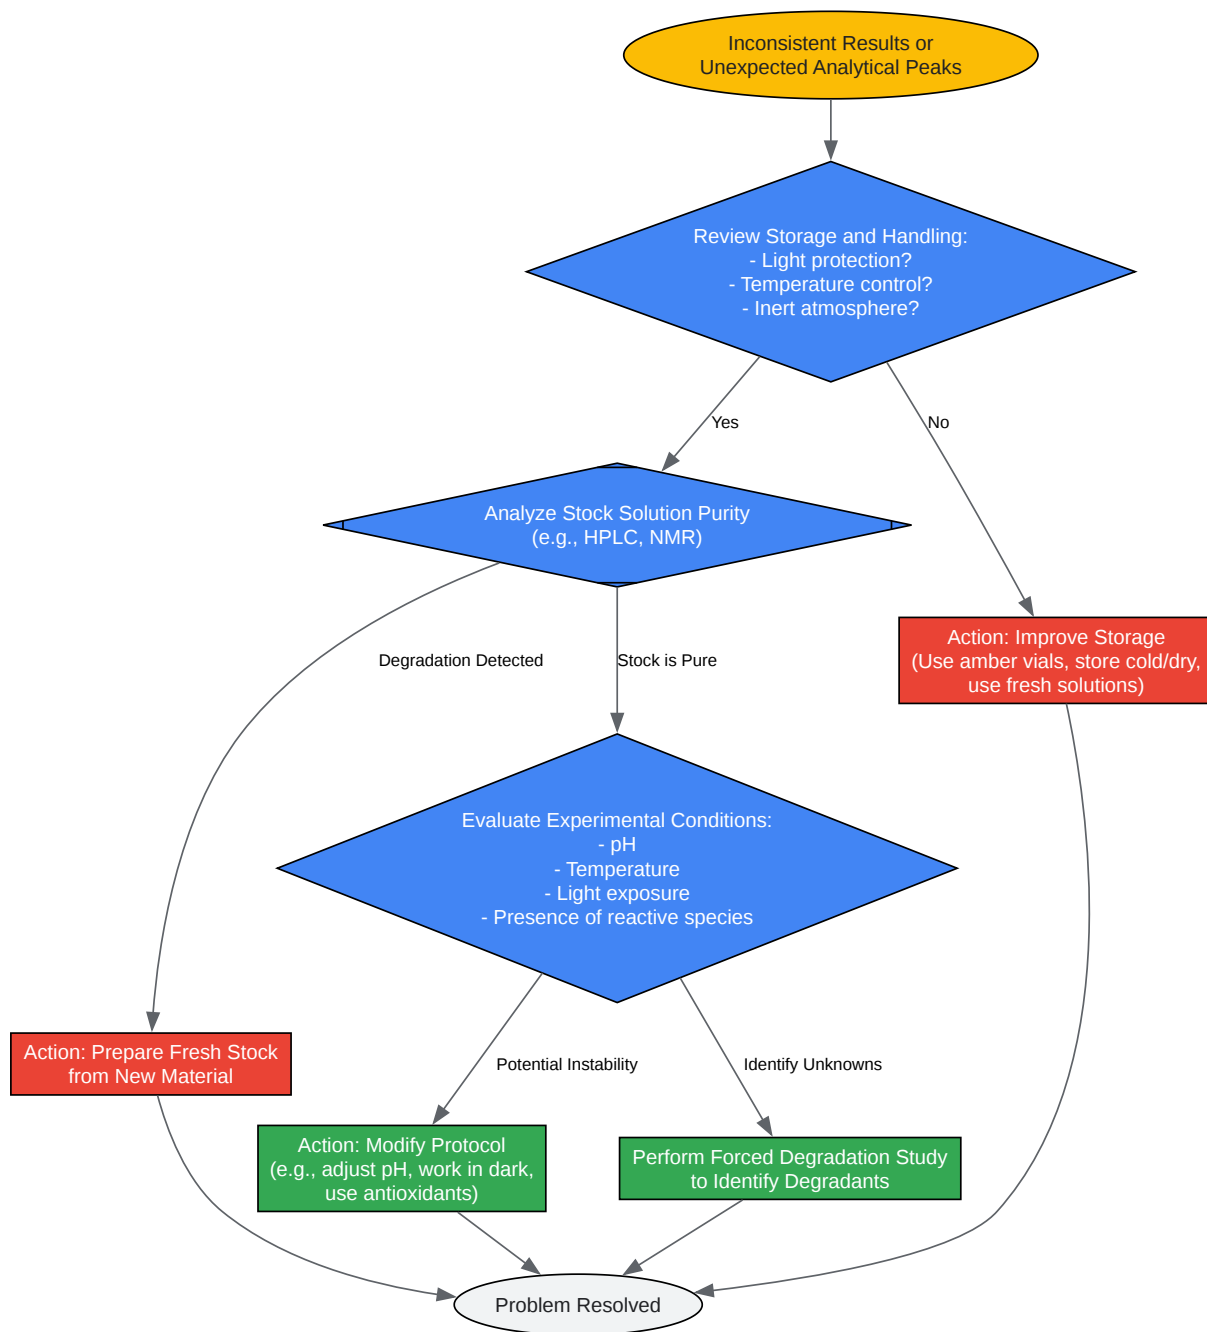 Inconsistent Results or
Unexpected Analytical Peaks
Review Storage and Handling:
- Light protection?
- Temperature control?
- Inert atmosphere?
Yes
No
Analyze Stock Solution Purity
(e.g., HPLC, NMR)
Degradation Detected
Stock is Pure
Action: Improve Storage
(Use amber vials, store cold/dry,
use fresh solutions)
Evaluate Experimental Conditions:
- pH
- Temperature
- Light exposure
- Presence of reactive species
Action: Prepare Fresh Stock
from New Material
Potential Instability
Identify Unknowns
Action: Modify Protocol
(e.g., adjust pH, work in dark,
use antioxidants)
Perform Forced Degradation Study
to Identify Degradants
Problem Resolved